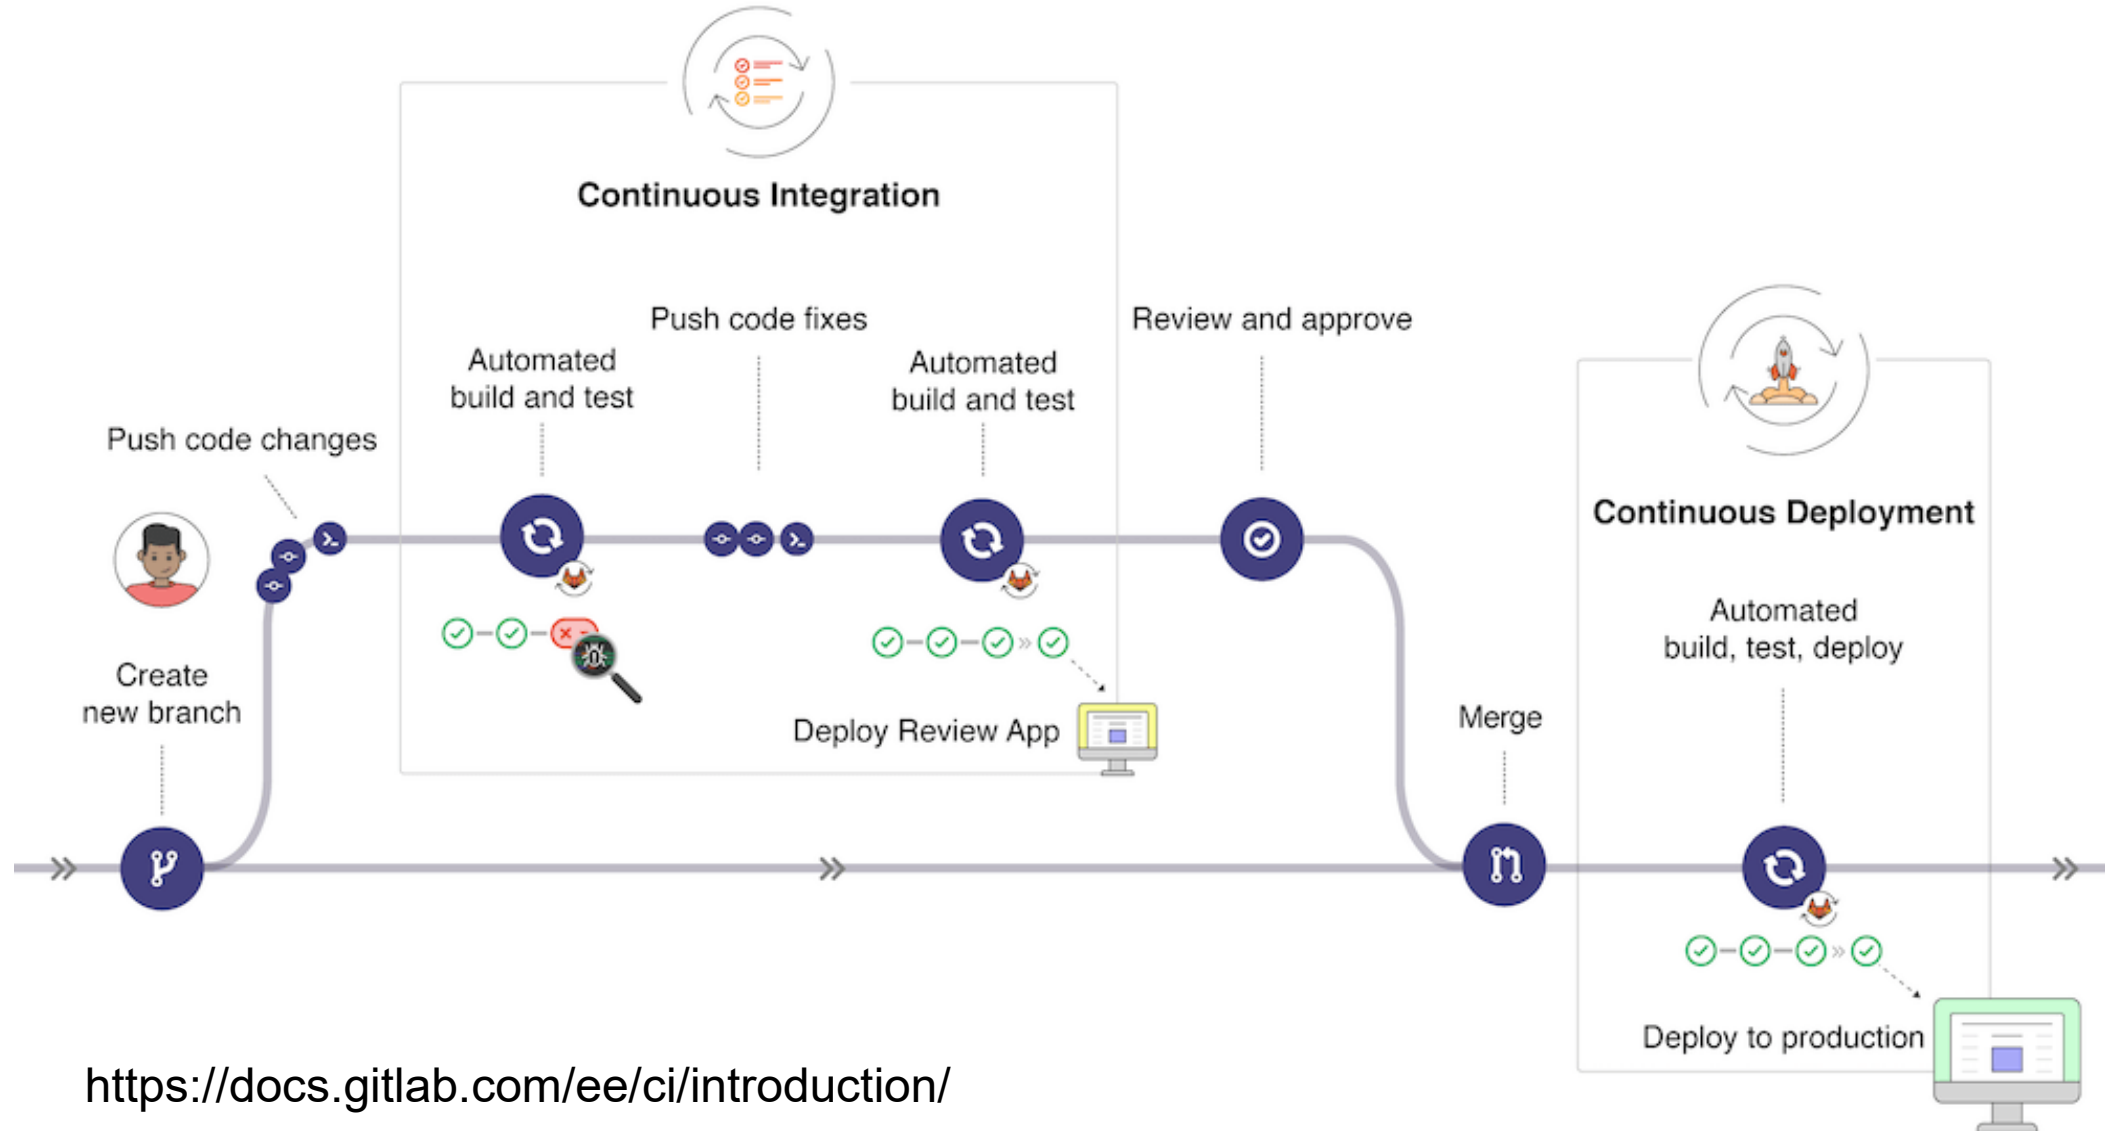 Continuous Integration
Push code fixes
Review and approve
Automated
build and test
Automated
build and test
Push code changes
Continuous Deployment
Automated
build, test, deploy
Create
new branch
Merge
Deploy Review App
Deploy to production
https://docs.gitlab.com/ee/ci/introduction/